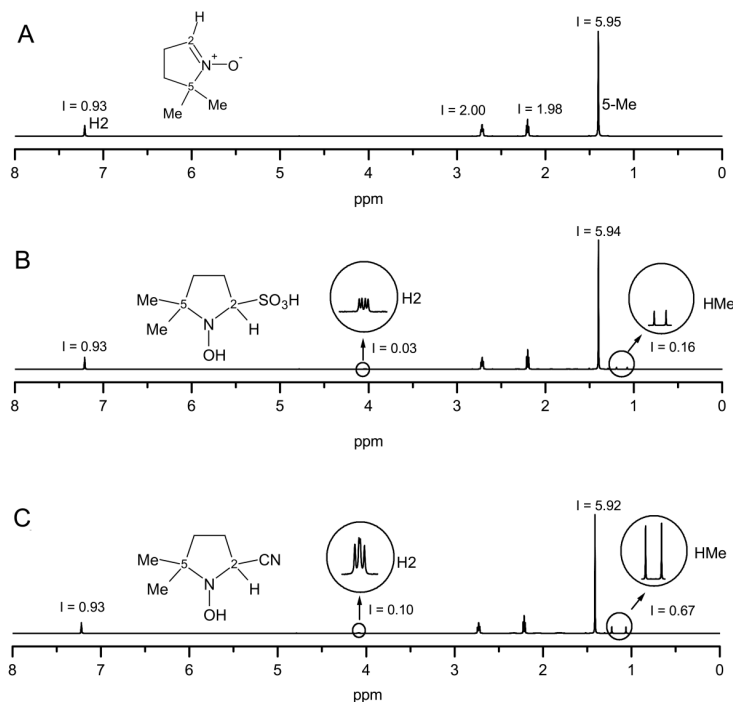 A
H
2
N
+
O
-
5
Me
Me
I = 0.93
H2
I = 2.00
I = 1.98
I = 5.95
5-Me
8 7 6 5 4 3 2 1 0
ppm
B
Me
5
2
SO3H
Me
N
H
OH
I = 0.93
H2
I = 0.03
I = 5.94
HMe
I = 0.16
8 7 6 5 4 3 2 1 0
ppm
C
Me
5
2
CN
Me
N
H
OH
I = 0.93
H2
I = 0.10
I = 5.92
HMe
I = 0.67
8 7 6 5 4 3 2 1 0
ppm